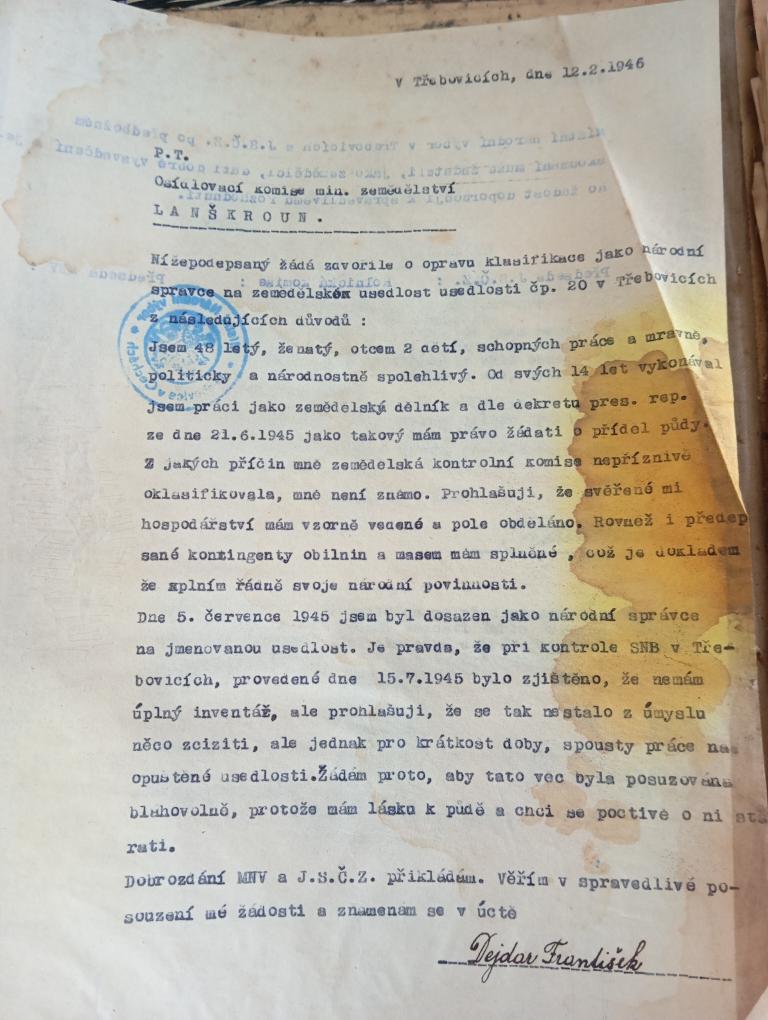 v Třebovicích, dne 12.2.1946
P.T.
Osídlovací komise min. zemědělství
LANŠKROUN.
Nížepodepsaný žádá zdvořile o opravu klasifikace jako národní
správce na zemědělskou usedlost usedlosti čp. 20 v Třebovicích
z následujících důvodů :
Jsem 48 letý, ženatý, otcem 2 dětí, schopných práce a mravně,
politicky a národnostně spolehlivý. Od svých 14 let vykonával
jsem práci jako zemědělský dělník a dle dekretu pres. rep.
ze dne 21.6.1945 jako takový mám právo žádati o příděl půdy.
Z jakých příčin mně zemědělská kontrolní komise nepříznivě
oklasifikovala, mně není známo. Prohlašuji, že svěřené mi
hospodářství mám vzorně vedené a pole obděláno. Rovněž i předep
sané kontingenty obilnin a masem mám splněné , což je dokladem
že splním řádně svoje národní povinnosti.
Dne 5. července 1945 jsem byl dosazen jako národní správce
na jmenovanou usedlost. Je pravda, že při kontrole SNB v Tře-
bovicích, provedené dne 15.7.1945 bylo zjištěno, že nemám
úplný inventář, ale prohlašuji, že se tak nestalo z úmyslu
něco zciziti, ale jednak pro krátkost doby, spousty práce na
opuštěné usedlosti.Žádám proto, aby tato věc byla posuzována
blahovolně, protože mám lásku k půdě a chci se poctivě o ni sta
rati.
Dobrozdání MNV a J.S.Č.Z. přikládám. Věřím v spravedlivé po-
souzení mé žádosti a znamenám se v úctě
Dejdar František